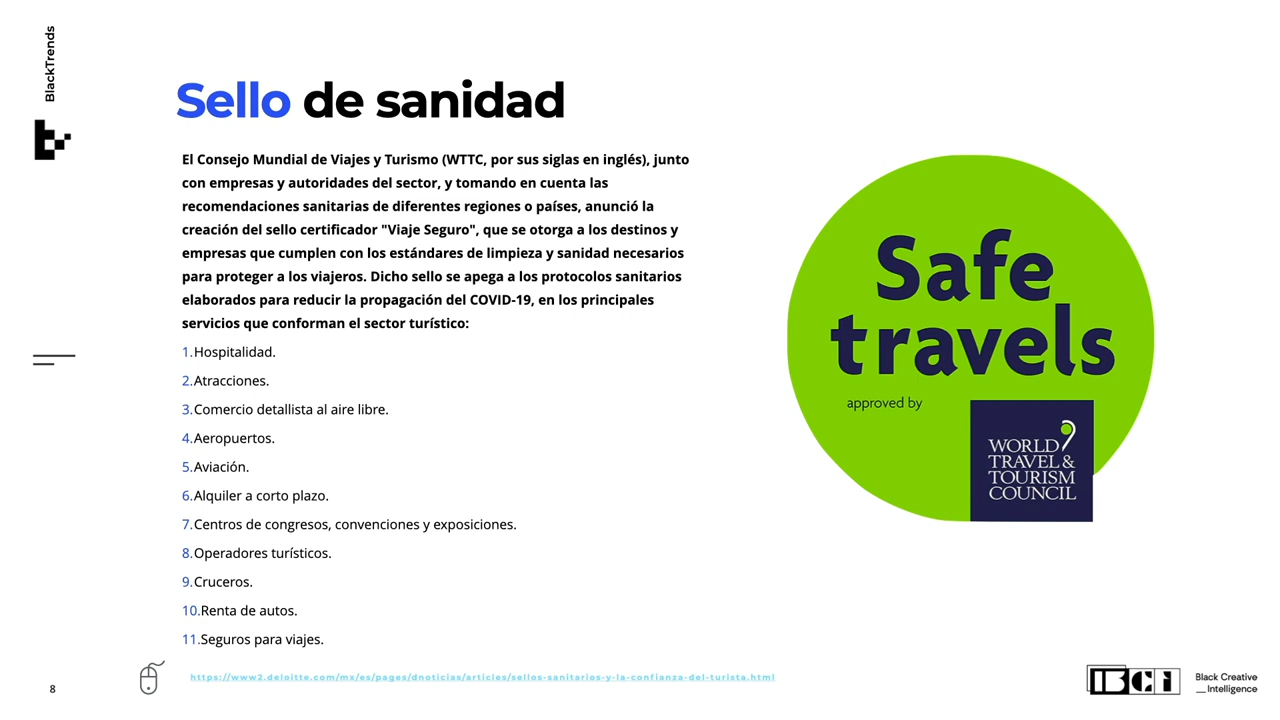 BlackTrends
Sello de sanidad
El Consejo Mundial de Viajes y Turismo (WTTC, por sus siglas en inglés), junto
con empresas y autoridades del sector, y tomando en cuenta las
recomendaciones sanitarias de diferentes regiones o países, anunció la
creación del sello certificador "Viaje Seguro", que se otorga a los destinos y
empresas que cumplen con los estándares de limpieza y sanidad necesarios
para proteger a los viajeros. Dicho sello se apega a los protocolos sanitarios
elaborados para reducir la propagación del COVID-19, en los principales
servicios que conforman el sector turístico:
1.Hospitalidad.
2.Atracciones.
3.Comercio detallista al aire libre.
4.Aeropuertos.
5.Aviación.
6.Alquiler a corto plazo.
7.Centros de congresos, convenciones y exposiciones.
8.Operadores turísticos.
9.Cruceros.
10.Renta de autos.
11.Seguros para viajes.
Safe
travels
approved by
WORLD
TRAVEL &
TOURISM
COUNCIL
8
https://www2.deloitte.com/mx/es/pages/dnoticias/articles/sellos-sanitarios-y-la-confianza-del-turista.html
BCi
Black Creative
__Intelligence